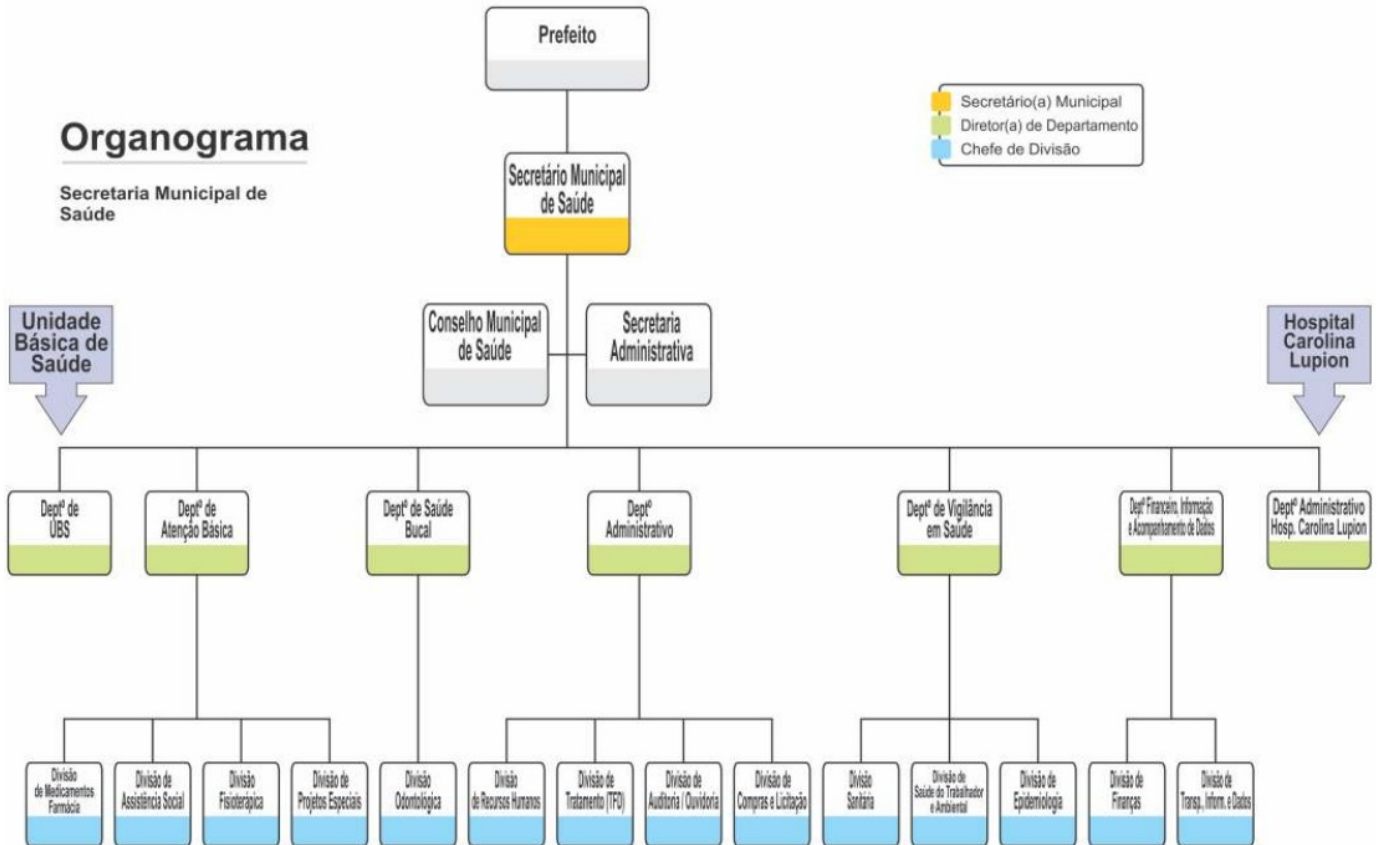 Prefeito
Organograma
Secretaria Municipal de
Saúde
Secretário(a) Municipal
Diretor(a) de Departamento
Chefe de Divisão
Secretário Municipal
de Saúde
Unidade
Básica de
Saúde
Conselho Municipal
de Saúde
Secretaria
Administrativa
Hospital
Carolina
Lupion
Deptº de
UBS
Deptº de
Atenção Básica
Deptº de Saúde
Bucal
Deptº
Administrativo
Deptº de Vigilância
em Saúde
Deptº Financeiro, Informação
e Acompanhamento de Dados
Deptº Administrativo
Hosp. Carolina Lupion
Divisão
de Medicamentos
Farmácia
Divisão de
Assistência Social
Divisão
Fisioterápica
Divisão de
Projetos Especiais
Divisão
Odontológica
Divisão
de Recursos Humanos
Divisão de
Tratamento (TFD)
Divisão de
Auditoria / Ouvidoria
Divisão de
Compras e Licitação
Divisão
Sanitária
Divisão de
Saúde do Trabalhador
e Ambiental
Divisão de
Epidemiologia
Divisão de
Finanças
Divisão de
Transp., Inform. e Dados